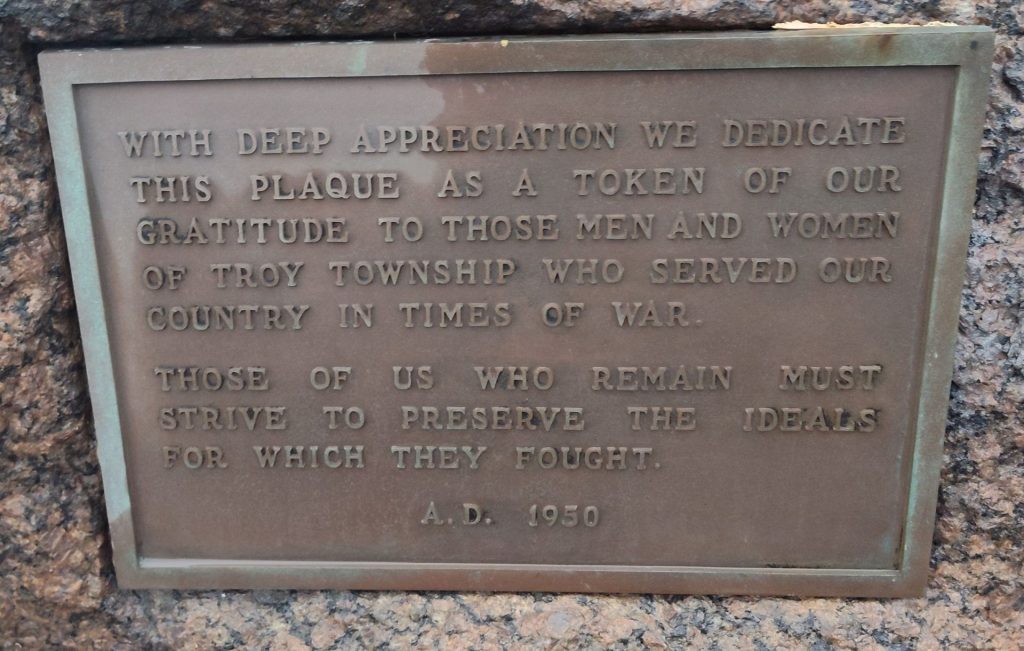 WITH DEEP APPRECIATION WE DEDICATE
THIS PLAQUE AS A TOKEN OF OUR
GRATITUDE TO THOSE MEN AND WOMEN
OF TROY TOWNSHIP WHO SERVED OUR
COUNTRY IN TIMES OF WAR.
THOSE OF US WHO REMAIN MUST
STRIVE TO PRESERVE THE IDEALS
FOR WHICH THEY FOUGHT.
A.D. 1950